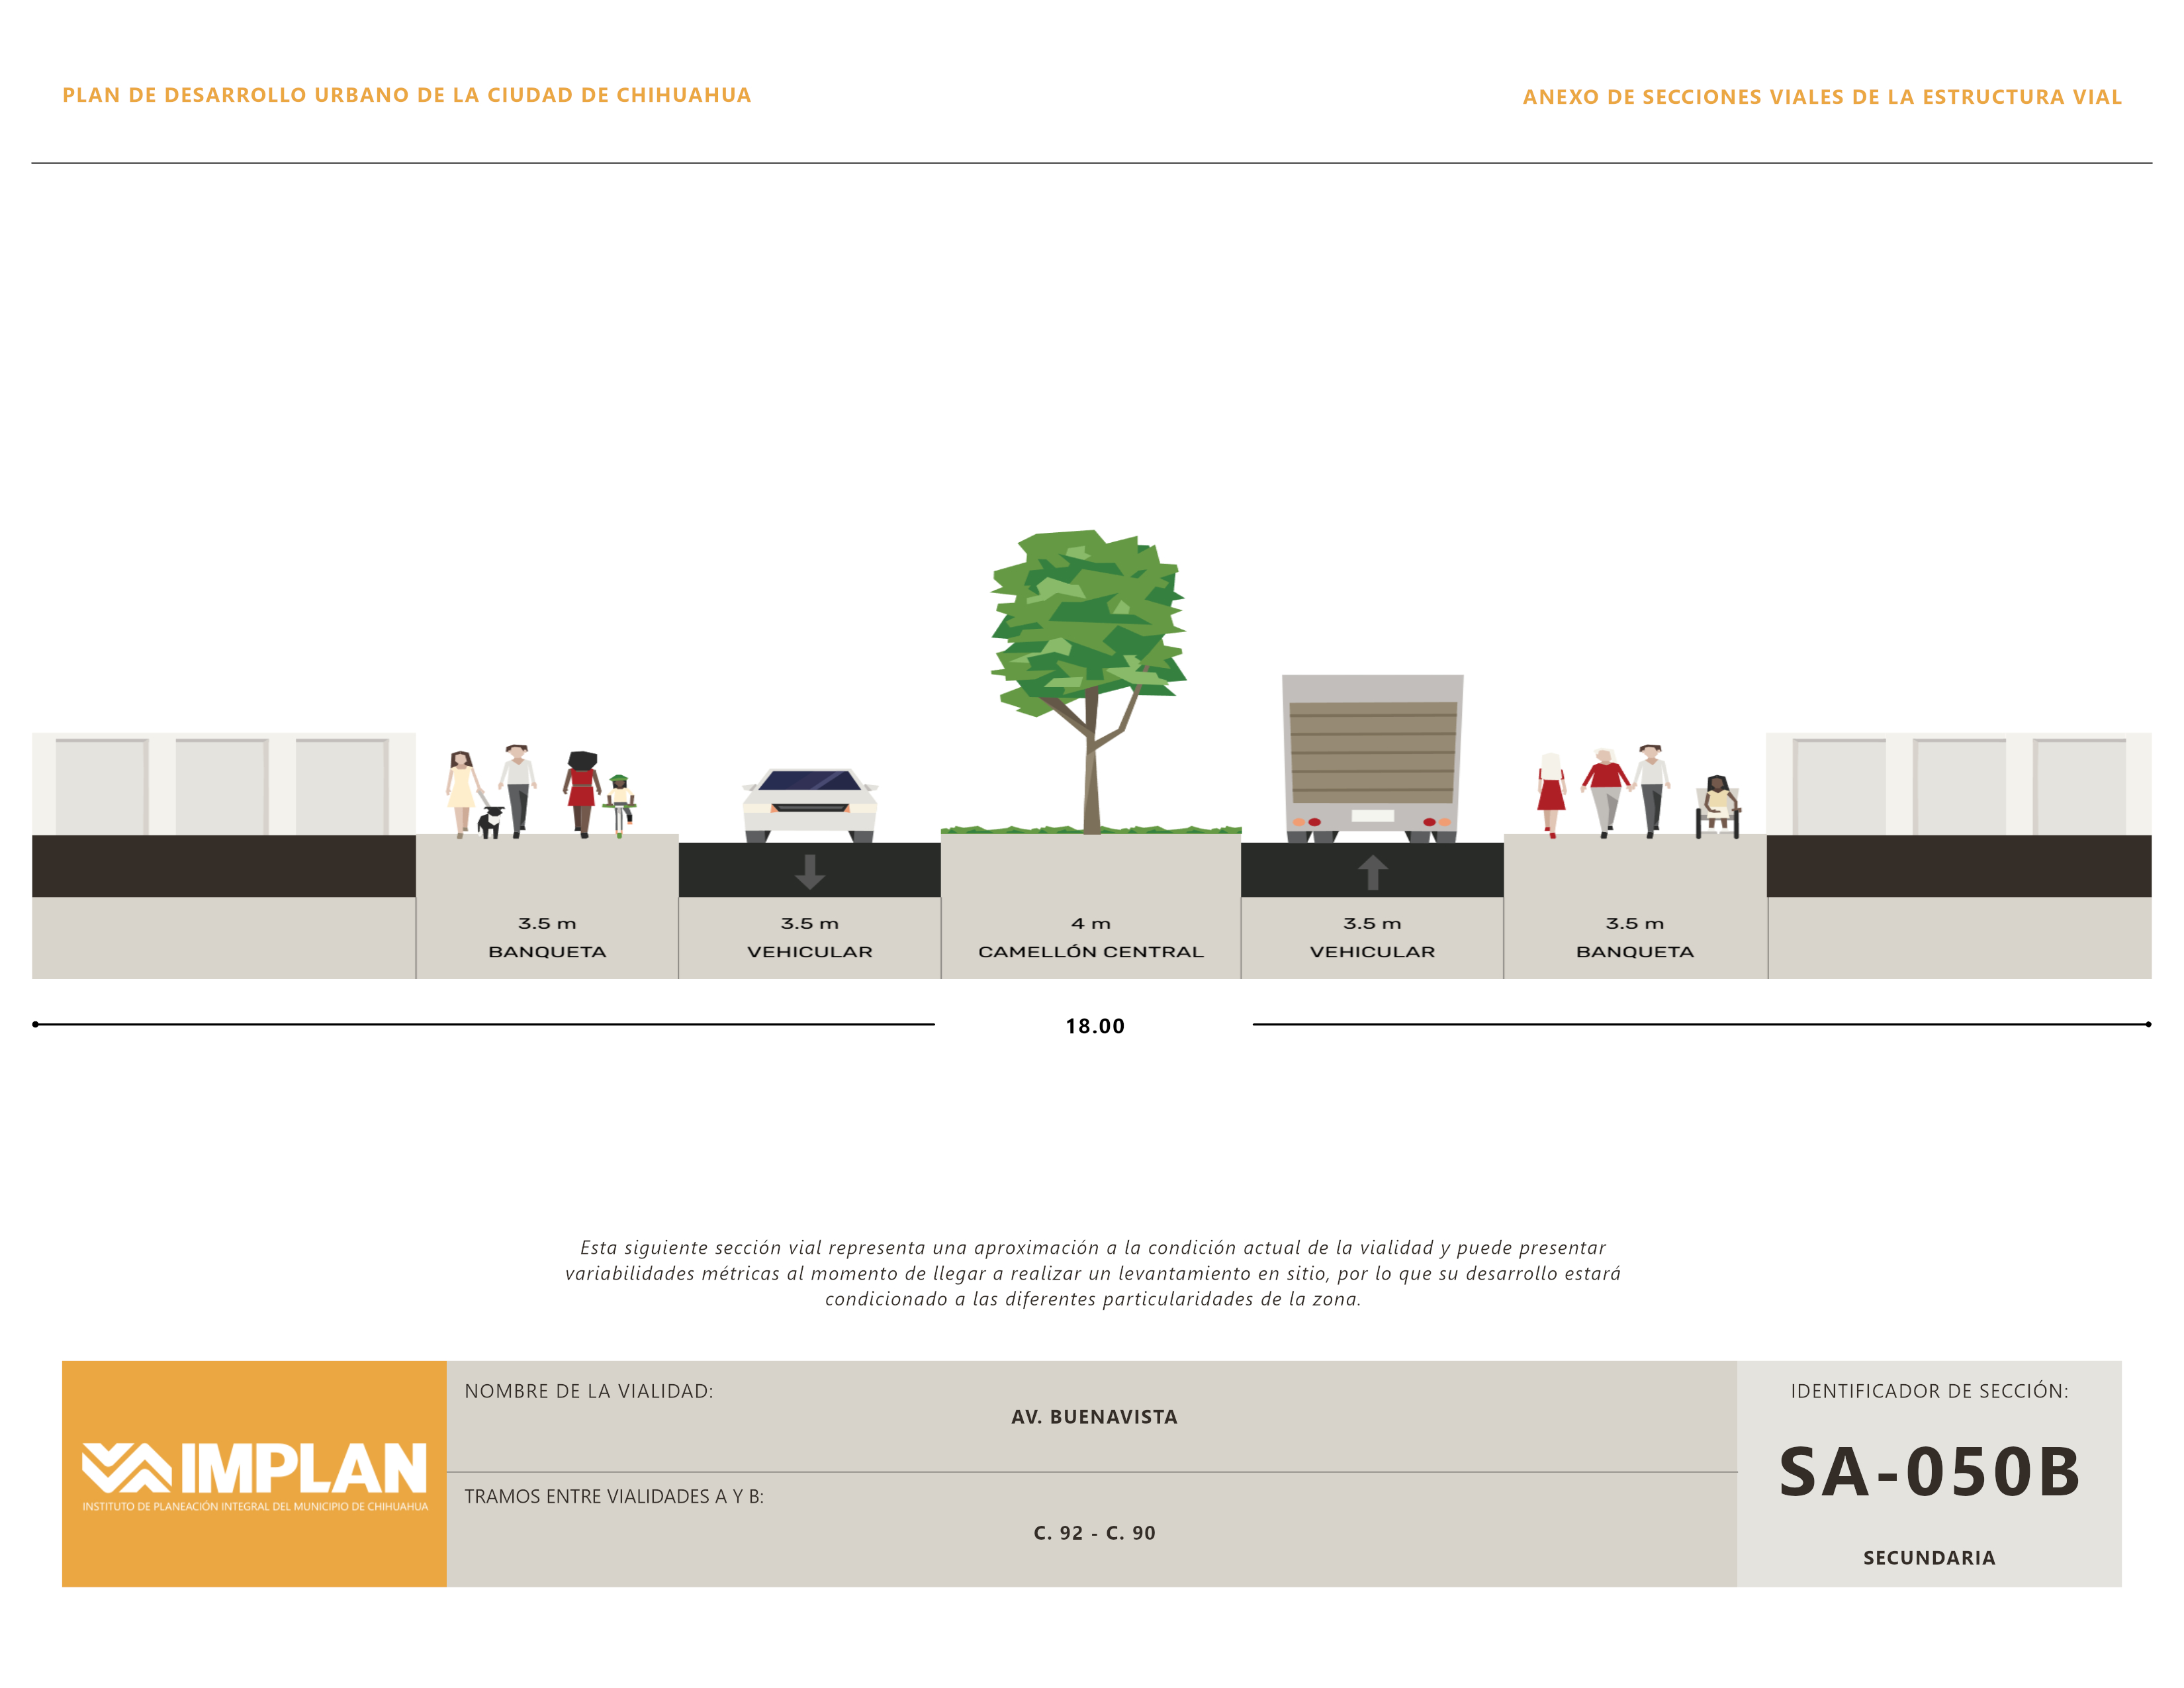 PLAN DE DESARROLLO URBANO DE LA CIUDAD DE CHIHUAHUA
ANEXO DE SECCIONES VIALES DE LA ESTRUCTURA VIAL
3.5 m
BANQUETA
3.5 m
VEHICULAR
4 m
CAMELLÓN CENTRAL
3.5 m
VEHICULAR
3.5 m
BANQUETA
18.00
Esta siguiente sección vial representa una aproximación a la condición actual de la vialidad y puede presentar
variabilidades métricas al momento de llegar a realizar un levantamiento en sitio, por lo que su desarrollo estará
condicionado a las diferentes particularidades de la zona.
IMPLAN
INSTITUTO DE PLANEACIÓN INTEGRAL DEL MUNICIPIO DE CHIHUAHUA
NOMBRE DE LA VIALIDAD:
AV. BUENAVISTA
TRAMOS ENTRE VIALIDADES A Y B:
C. 92 - C. 90
IDENTIFICADOR DE SECCIÓN:
SA-050B
SECUNDARIA